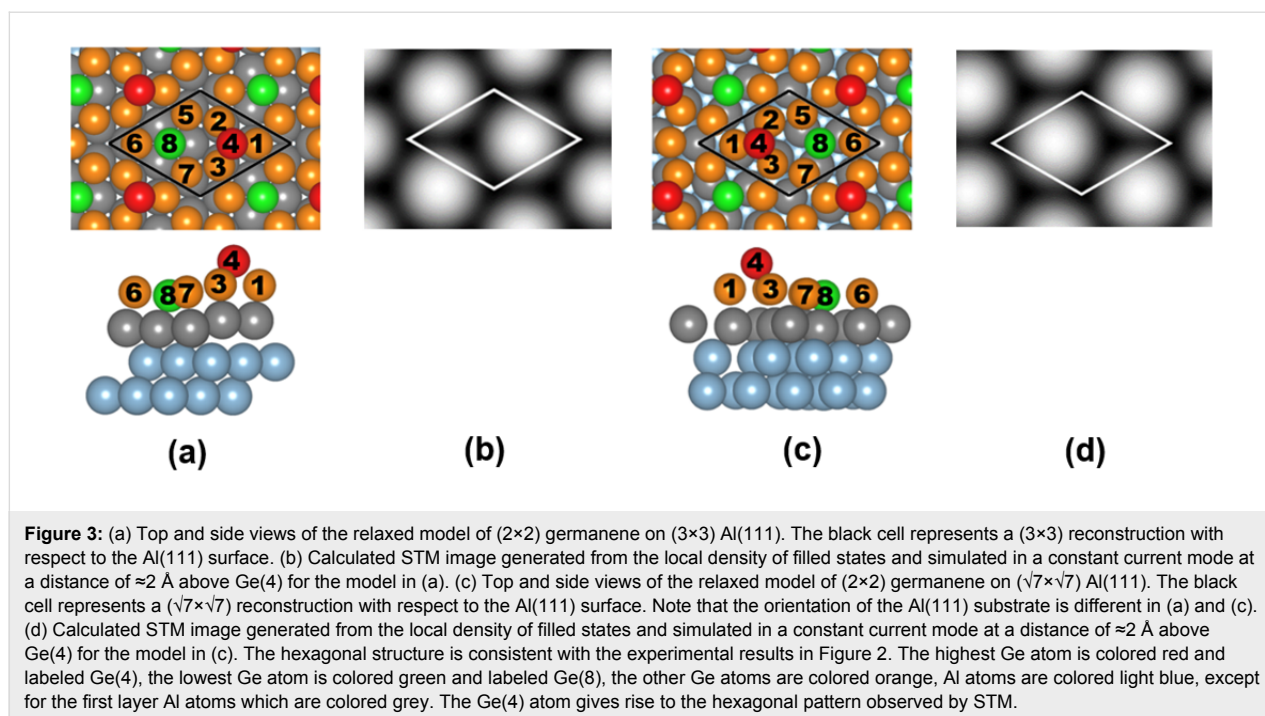 5 2
6 8 4 1
7 3
2 5
1 4 8 6
3 7
4
6 8 7 3 1
4
1 3 7 8 6
(a) (b) (c) (d)
Figure 3: (a) Top and side views of the relaxed model of (2×2) germanene on (3×3) Al(111). The black cell represents a (3×3) reconstruction with
respect to the Al(111) surface. (b) Calculated STM image generated from the local density of filled states and simulated in a constant current mode at
a distance of ≈2 Å above Ge(4) for the model in (a). (c) Top and side views of the relaxed model of (2×2) germanene on (√7×√7) Al(111). The black
cell represents a (√7×√7) reconstruction with respect to the Al(111) surface. Note that the orientation of the Al(111) substrate is different in (a) and (c).
(d) Calculated STM image generated from the local density of filled states and simulated in a constant current mode at a distance of ≈2 Å above
Ge(4) for the model in (c). The hexagonal structure is consistent with the experimental results in Figure 2. The highest Ge atom is colored red and
labeled Ge(4), the lowest Ge atom is colored green and labeled Ge(8), the other Ge atoms are colored orange, Al atoms are colored light blue, except
for the first layer Al atoms which are colored grey. The Ge(4) atom gives rise to the hexagonal pattern observed by STM.